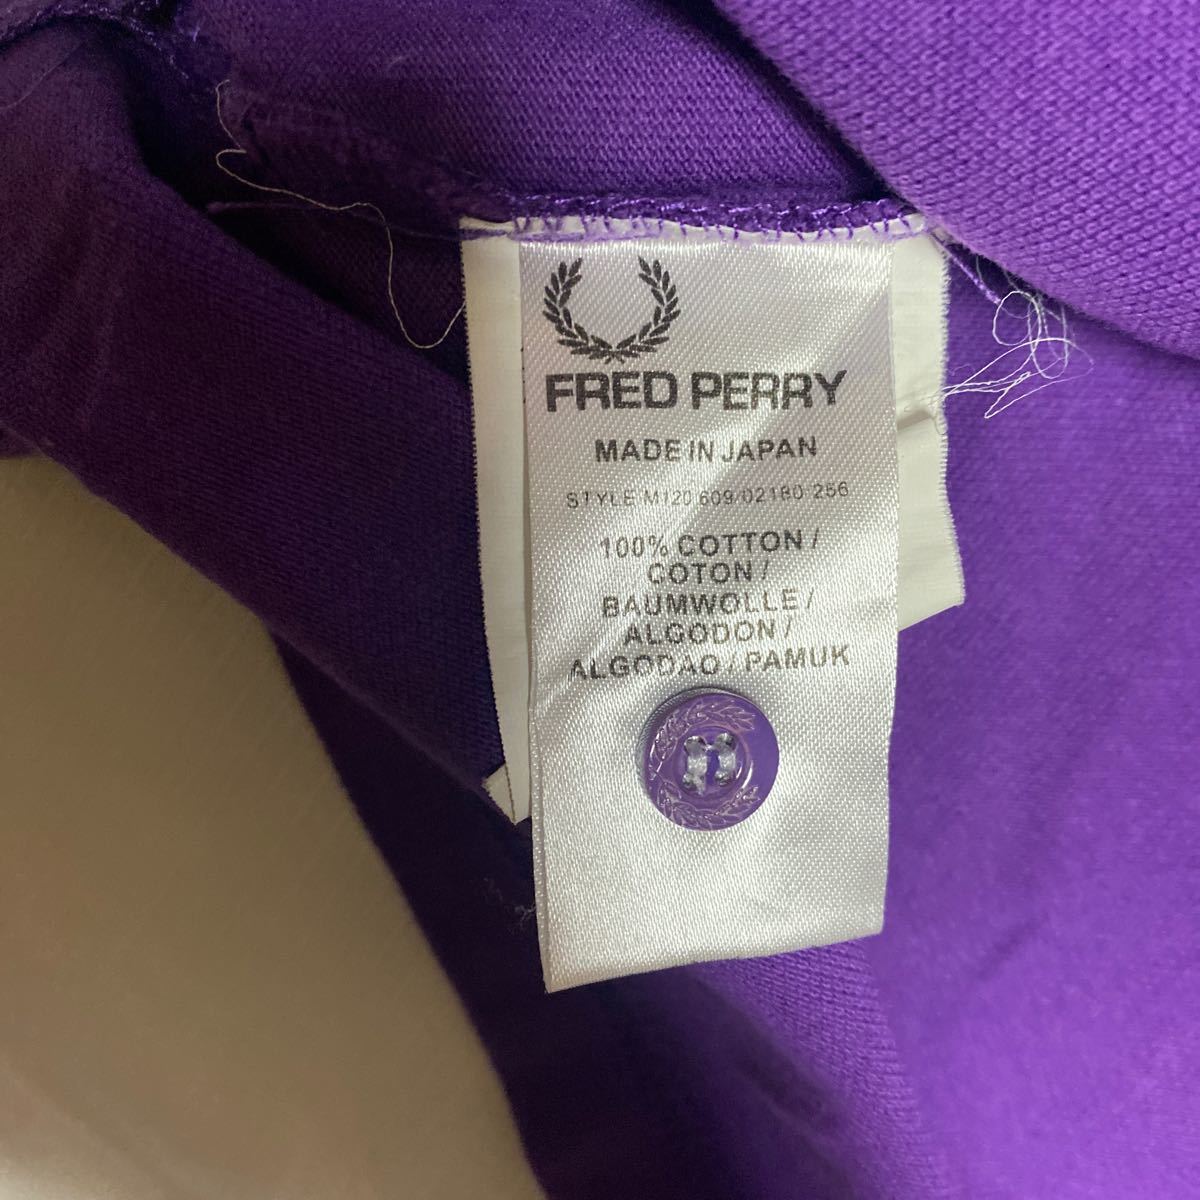 FRED PERRY
MADE IN JAPAN
STYLE M120 609 02180 256
100% COTTON /
COTON /
BAUMWOLLE /
ALGODON /
ALGODAO / PAMUK